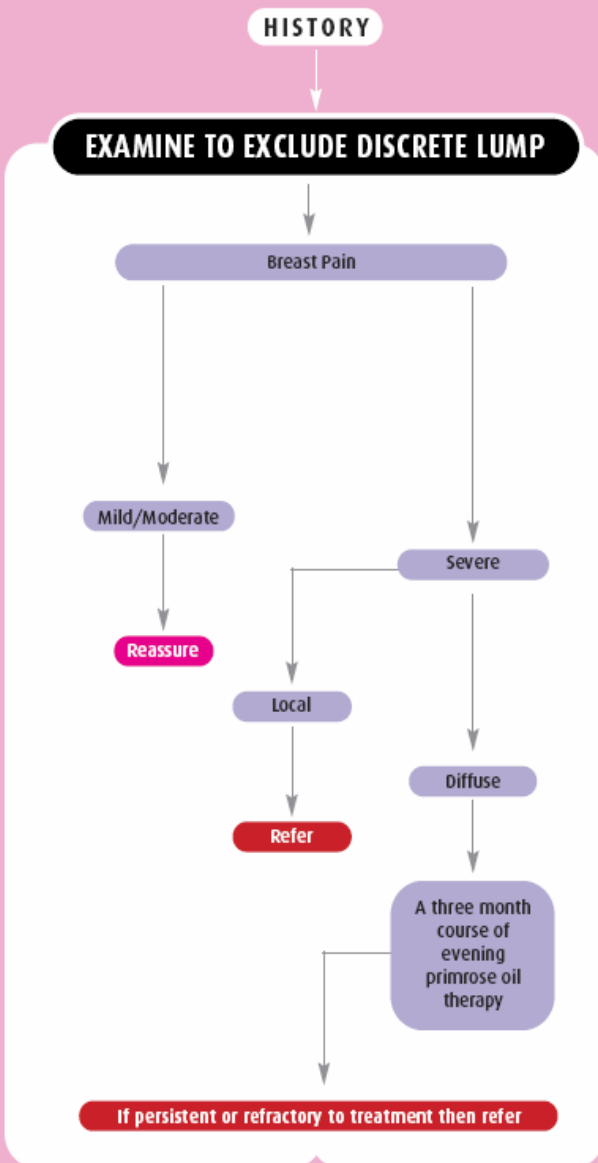 HISTORY
EXAMINE TO EXCLUDE DISCRETE LUMP
Breast Pain
Mild/Moderate
Severe
Reassure
Local
Diffuse
Refer
A three month
course of
evening
primrose oil
therapy
If persistent or refractory to treatment then refer